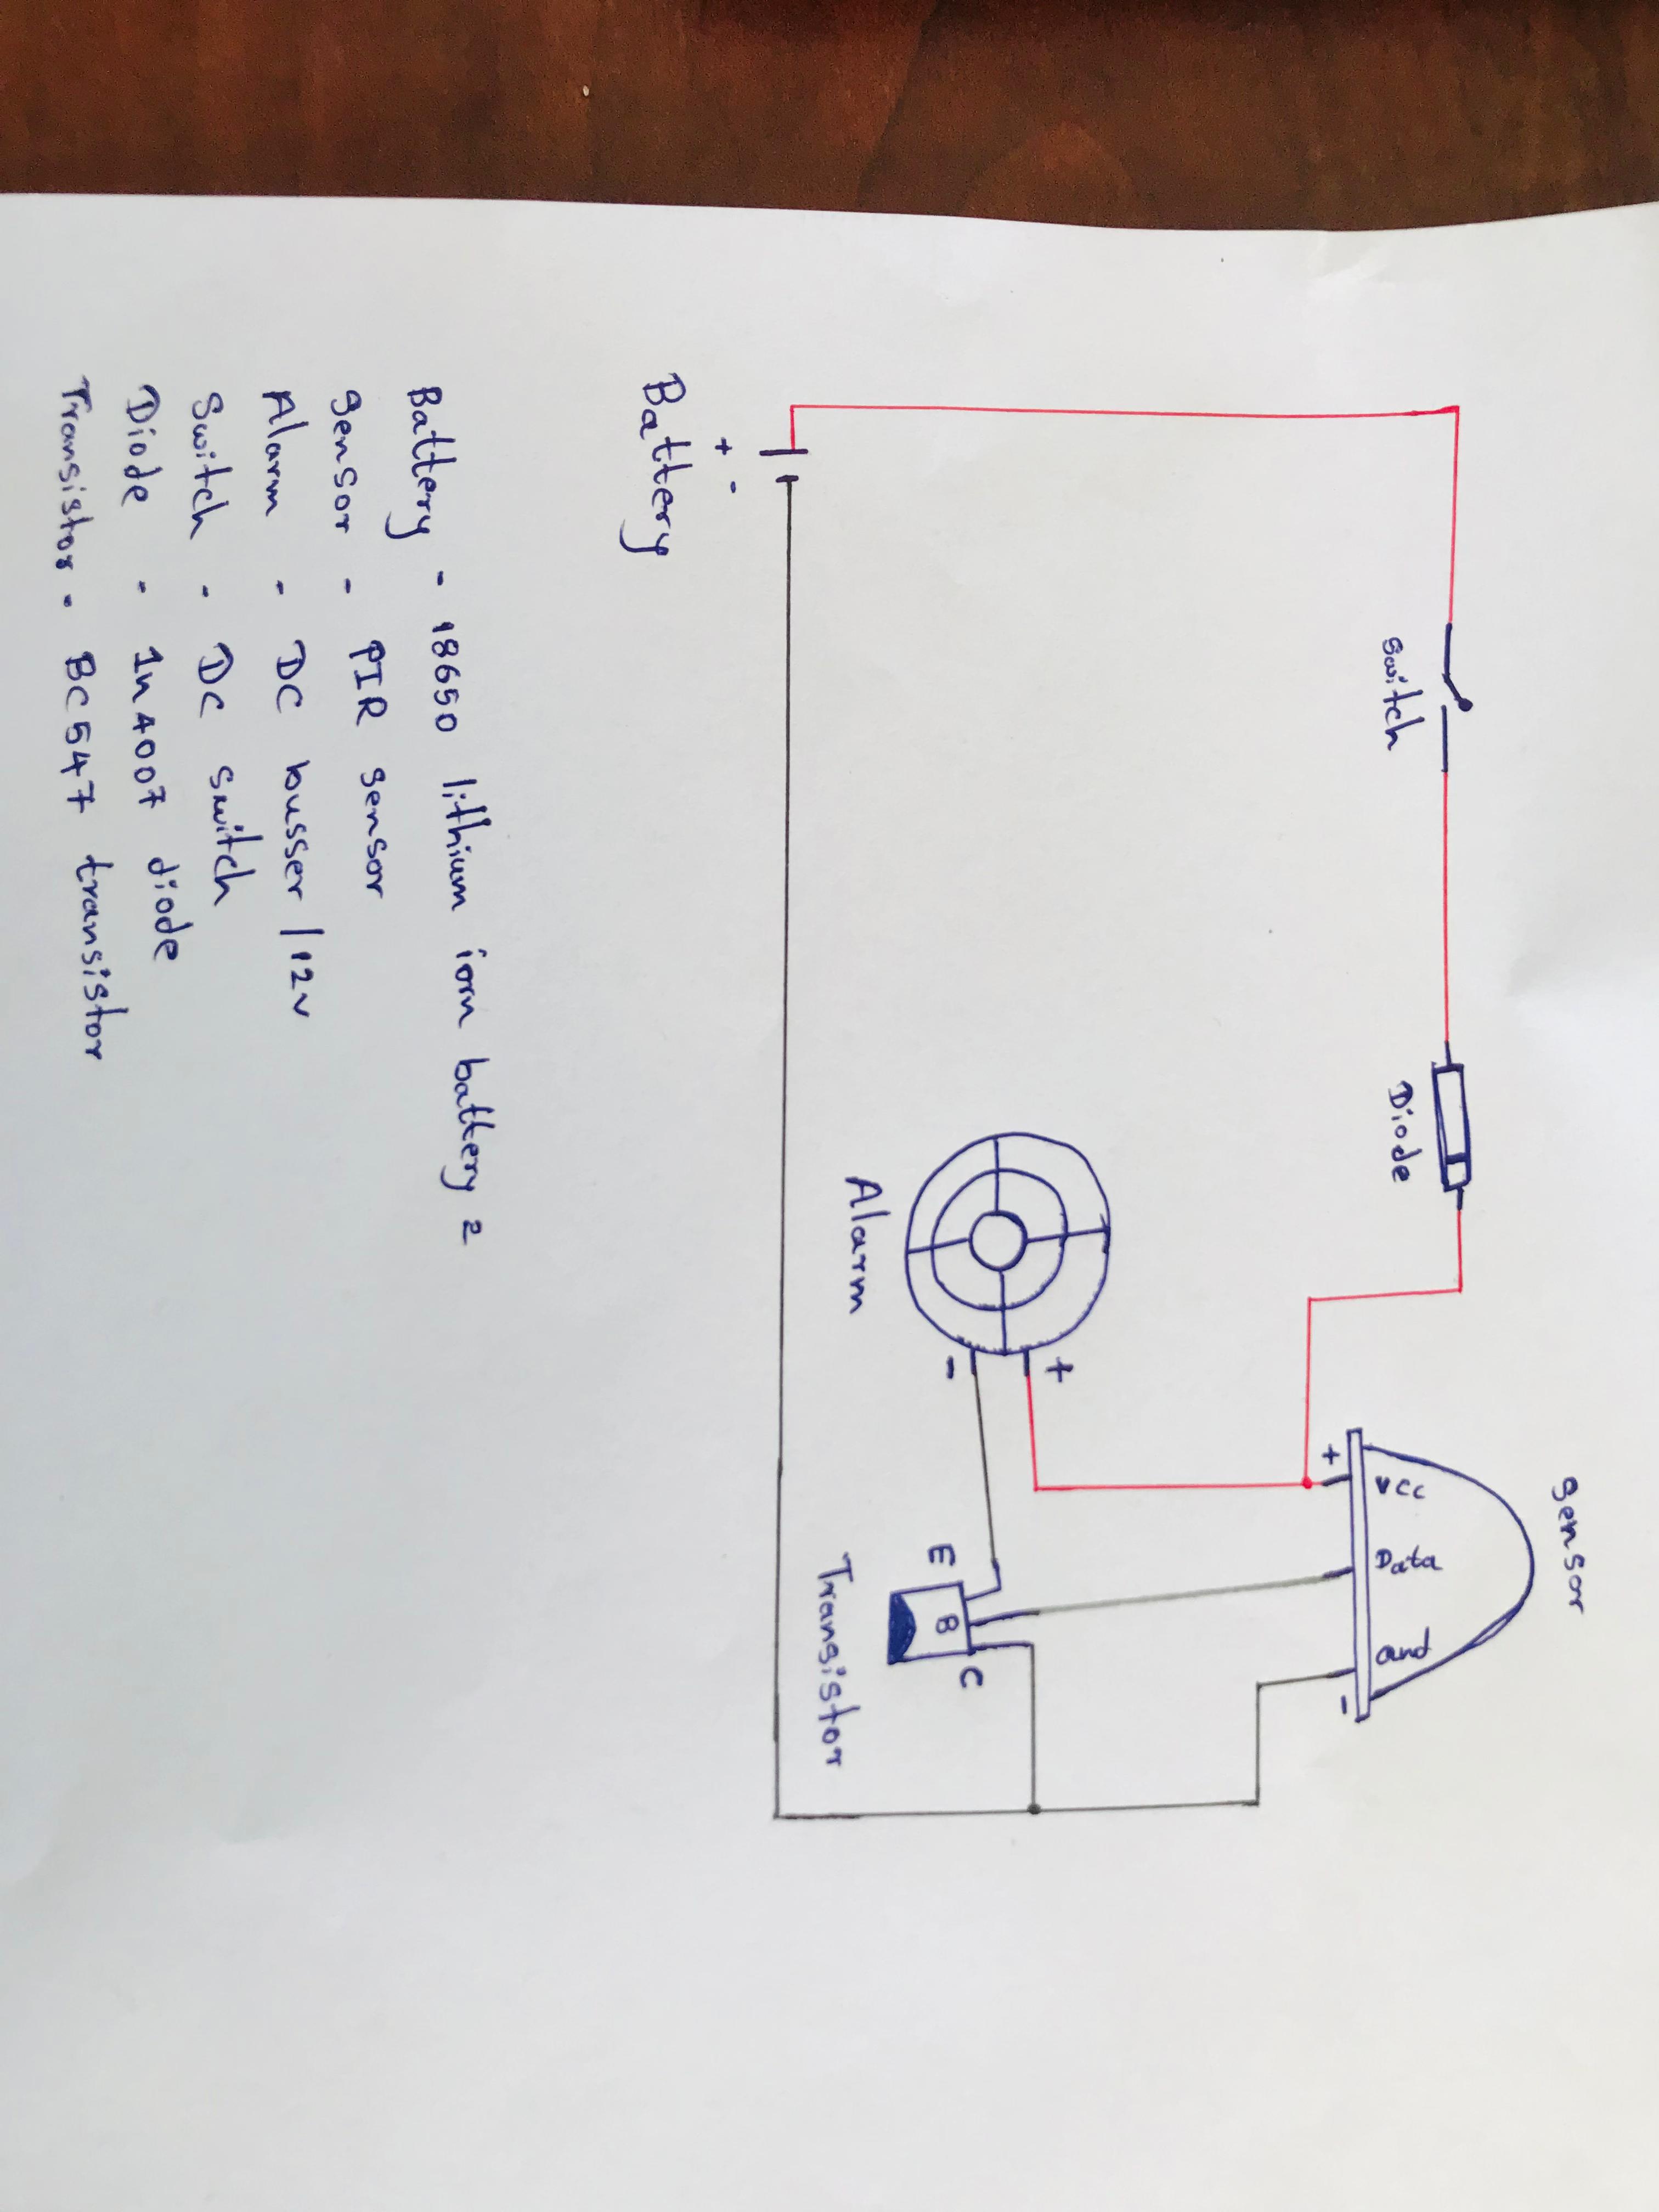 Sensor
Switch
Diode
+
VCC
Data
and
-
+
-
Alarm
E
B
C
Transistor
+ -
Battery
Battery - 18650 lithium iorn battery 2
Sensor - PIR sensor
Alarm - DC busser /12v
Switch - DC switch
Diode - 1n4007 diode
Transistor - BC547 transistor